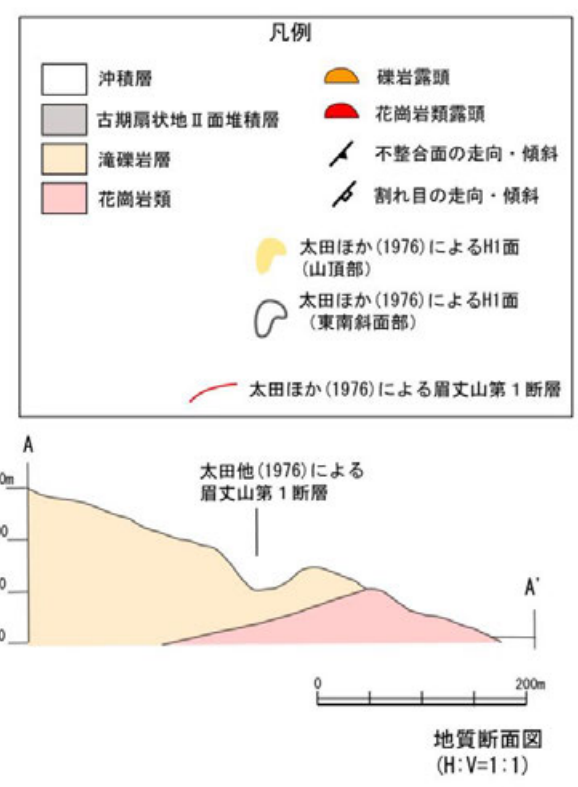 凡例
沖積層
古期扇状地Ⅱ面堆積層
滝礫岩層
花崗岩類
礫岩露頭
花崗岩類露頭
不整合面の走向・傾斜
割れ目の走向・傾斜
太田ほか(1976)によるH1面
(山頂部)
太田ほか(1976)によるH1面
(東南斜面部)
太田ほか(1976)による眉丈山第1断層
A
太田他(1976)による
眉丈山第1断層
A'
0 200m
地質断面図
(H:V=1:1)